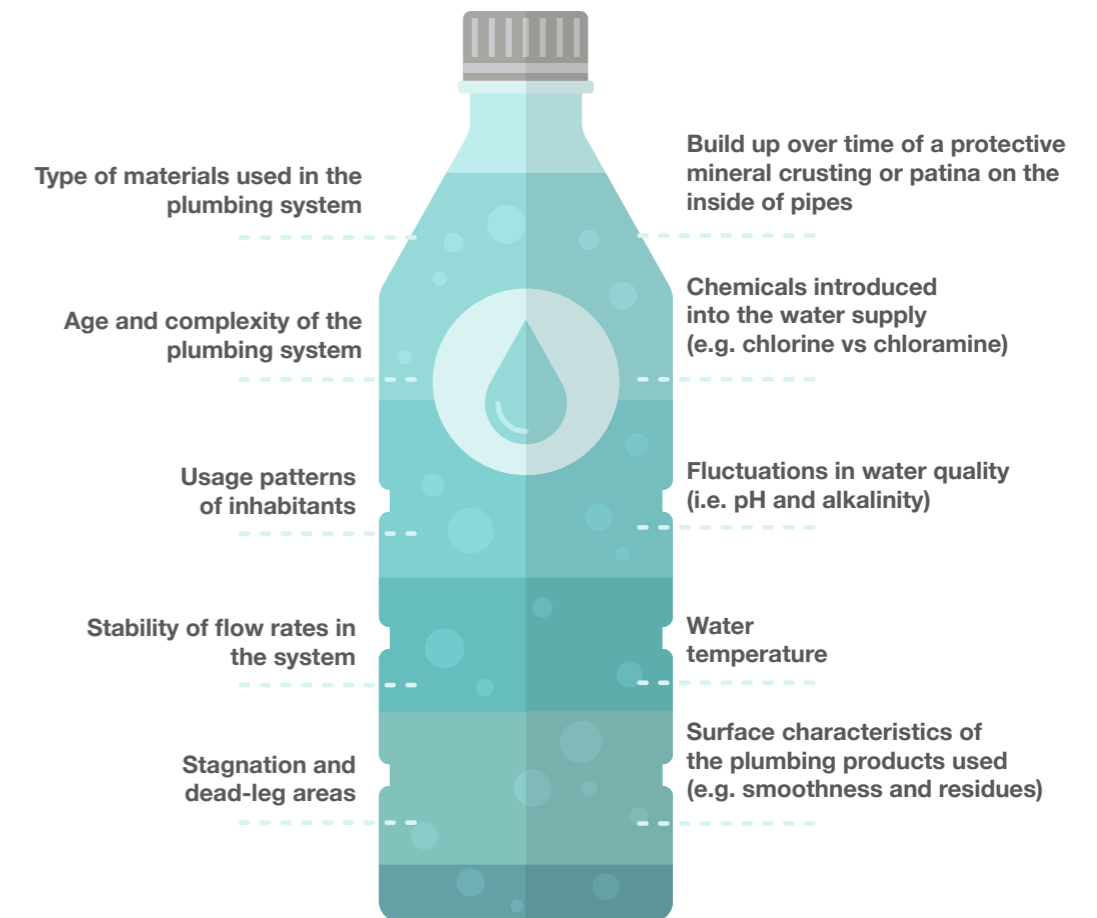 Type of materials used in the
plumbing system
Age and complexity of the
plumbing system
Usage patterns
of inhabitants
Stability of flow rates in
the system
Stagnation and
dead-leg areas
Build up over time of a protective
mineral crusting or patina on the
inside of pipes
Chemicals introduced
into the water supply
(e.g. chlorine vs chloramine)
Fluctuations in water quality
(i.e. pH and alkalinity)
Water
temperature
Surface characteristics of
the plumbing products used
(e.g. smoothness and residues)